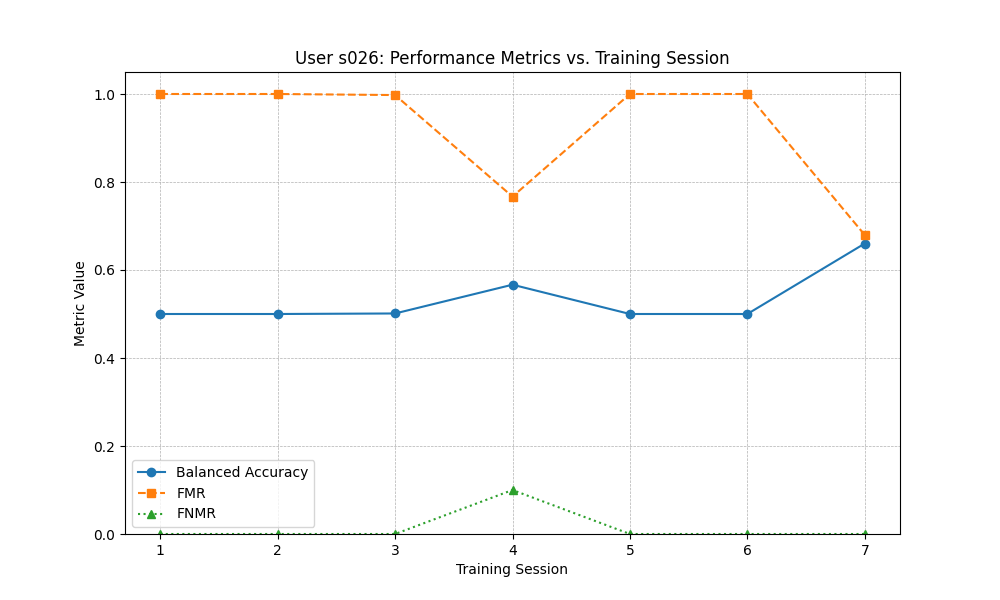 User s026: Performance Metrics vs. Training Session
Metric Value
1.0
0.8
0.6
0.4
0.2
0.0
Balanced Accuracy
FMR
FNMR
1 2 3 4 5 6 7
Training Session